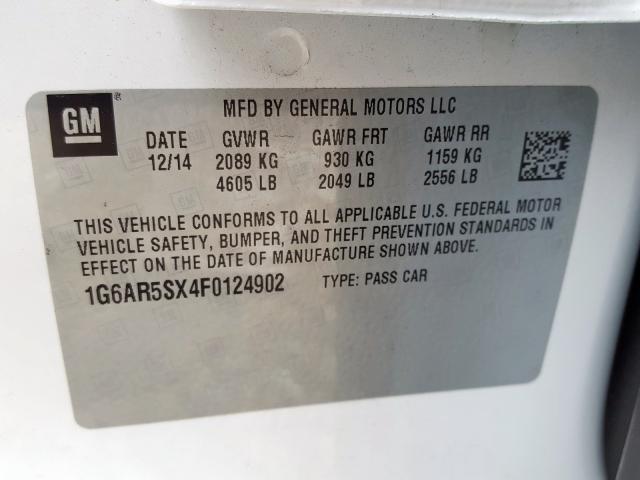 GM
MFD BY GENERAL MOTORS LLC
DATE GVWR GAWR FRT GAWR RR
12/14 2089 KG 930 KG 1159 KG
4605 LB 2049 LB 2556 LB
THIS VEHICLE CONFORMS TO ALL APPLICABLE U.S. FEDERAL MOTOR
VEHICLE SAFETY, BUMPER, AND THEFT PREVENTION STANDARDS IN
EFFECT ON THE DATE OF MANUFACTURE SHOWN ABOVE.
1G6AR5SX4F0124902 TYPE: PASS CAR